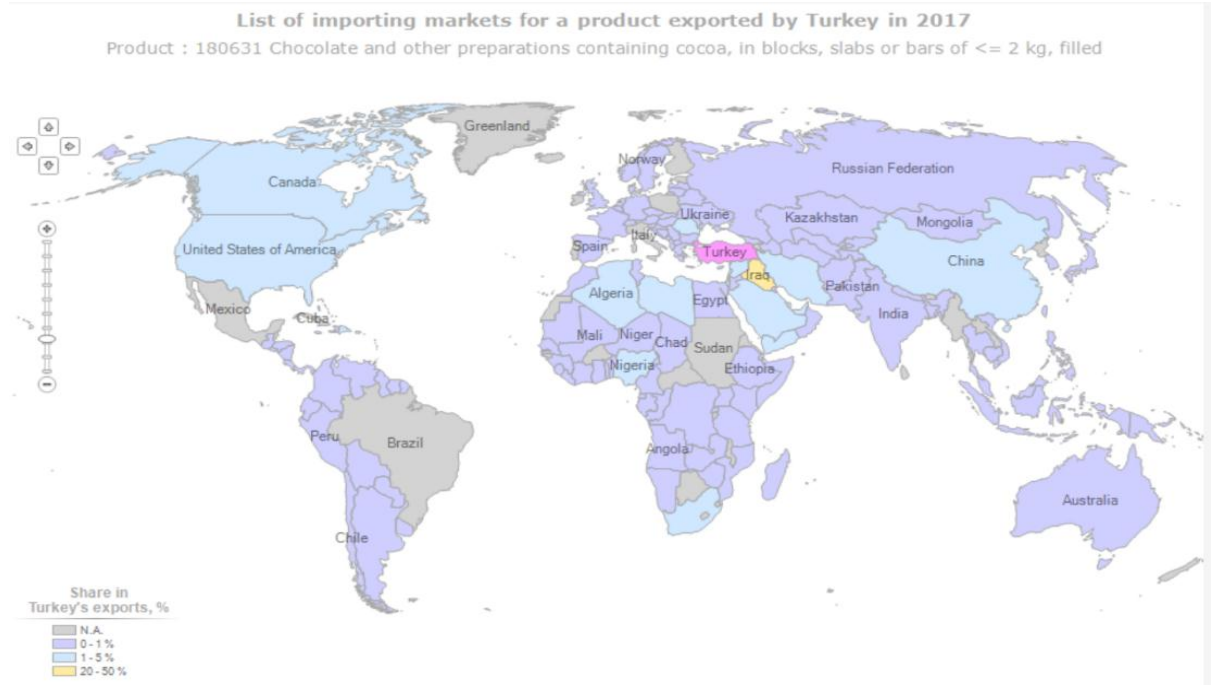 List of importing markets for a product exported by Turkey in 2017
Product : 180631 Chocolate and other preparations containing cocoa, in blocks, slabs or bars of <= 2 kg, filled
Greenland
Norway
Russian Federation
Canada
Ukraine
Kazakhstan
Mongolia
Italy
Spain
United States of America
Turkey
China
Iraq
Pakistan
Algeria
Egypt
Mexico
Cuba
India
Mali
Niger
Chad
Sudan
Nigeria
Ethiopia
Peru
Brazil
Angola
Australia
Chile
Share in
Turkey's exports, %
N.A.
0 - 1 %
1 - 5 %
20 - 50 %